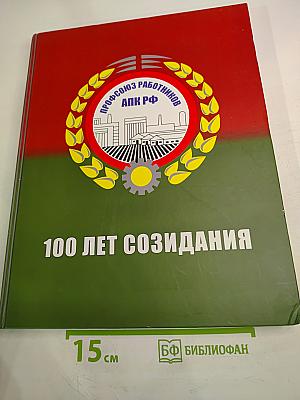 ПРОФСОЮЗ РАБОТНИКОВ
АПК РФ
100 ЛЕТ СОЗИДАНИЯ
15 см
БФ БИБЛИОФАН